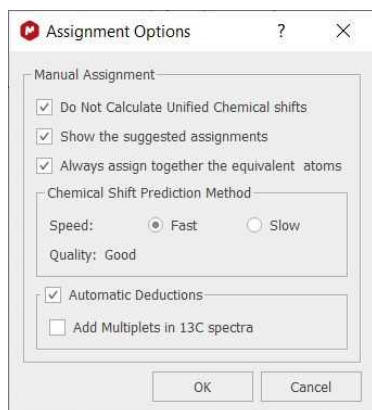 Assignment Options ? X
Manual Assignment
Do Not Calculate Unified Chemical shifts
Show the suggested assignments
Always assign together the equivalent atoms
Chemical Shift Prediction Method
Speed: Fast Slow
Quality: Good
Automatic Deductions
Add Multiplets in 13C spectra
OK Cancel